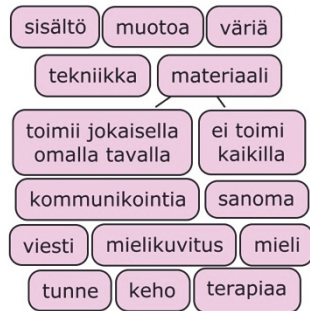 sisältö muotoa väriä
tekniikka materiaali
toimii jokaisella ei toimi
omalla tavalla kaikilla
kommunikointia sanoma
viesti mielikuvitus mieli
tunne keho terapiaa